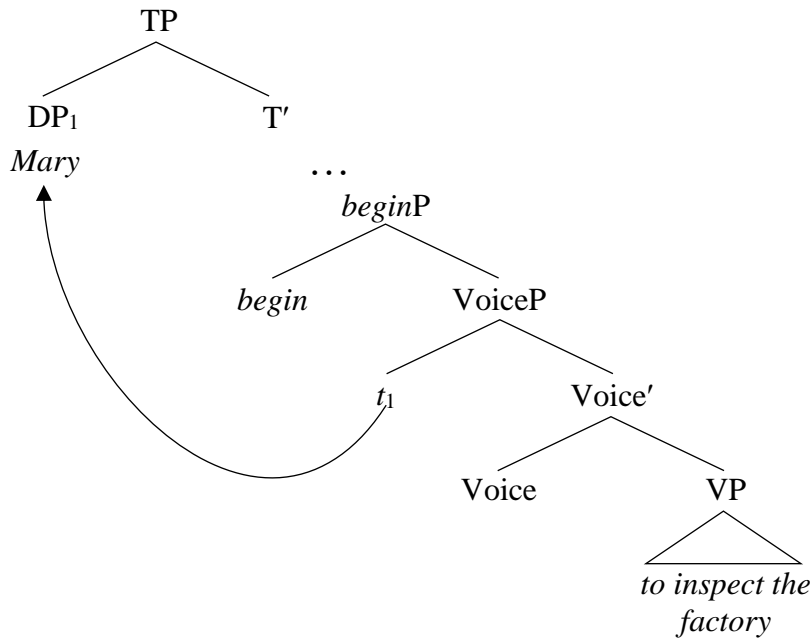 TP
DP₁ T′
Mary
…
beginP
begin VoiceP
t₁ Voice′
Voice VP
to inspect the
factory